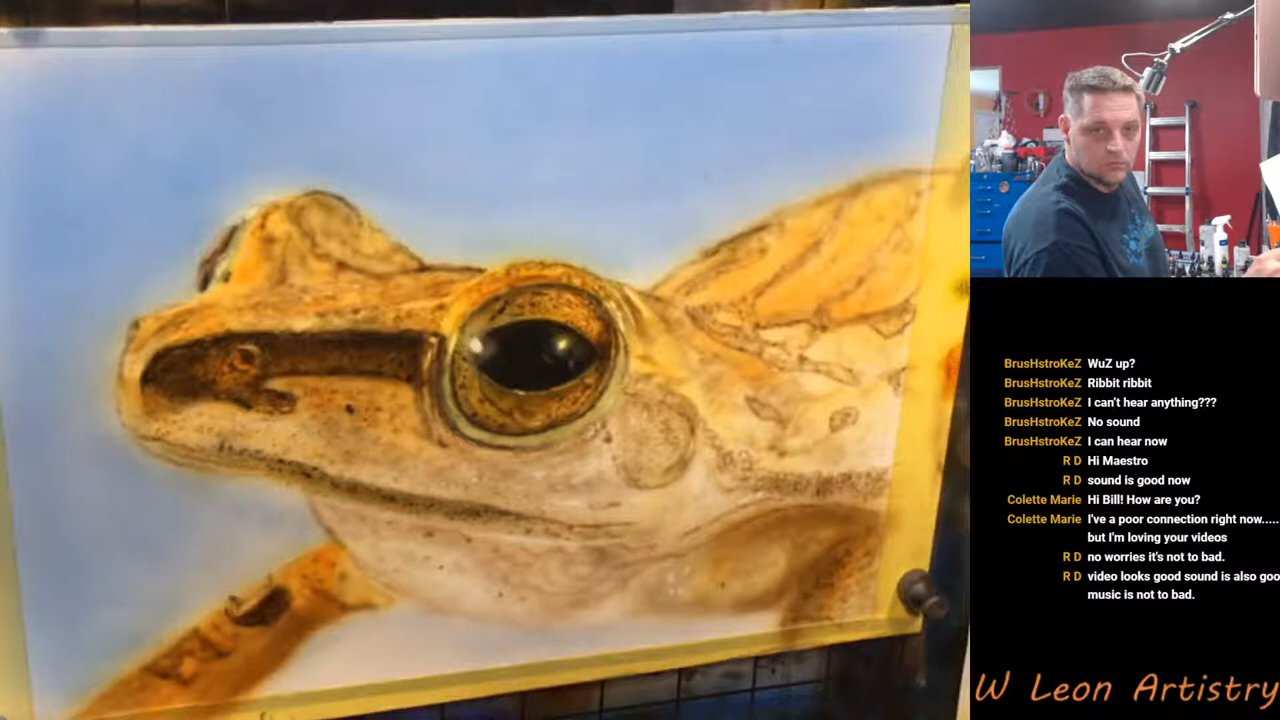 BrusHstroKeZ WuZ up?
BrusHstroKeZ Ribbit ribbit
BrusHstroKeZ I can't hear anything???
BrusHstroKeZ No sound
BrusHstroKeZ I can hear now
R D Hi Maestro
R D sound is good now
Colette Marie Hi Bill! How are you?
Colette Marie I've a poor connection right now.....
but I'm loving your videos
R D no worries it's not to bad.
R D video looks good sound is also goo
music is not to bad.
W Leon Artistry